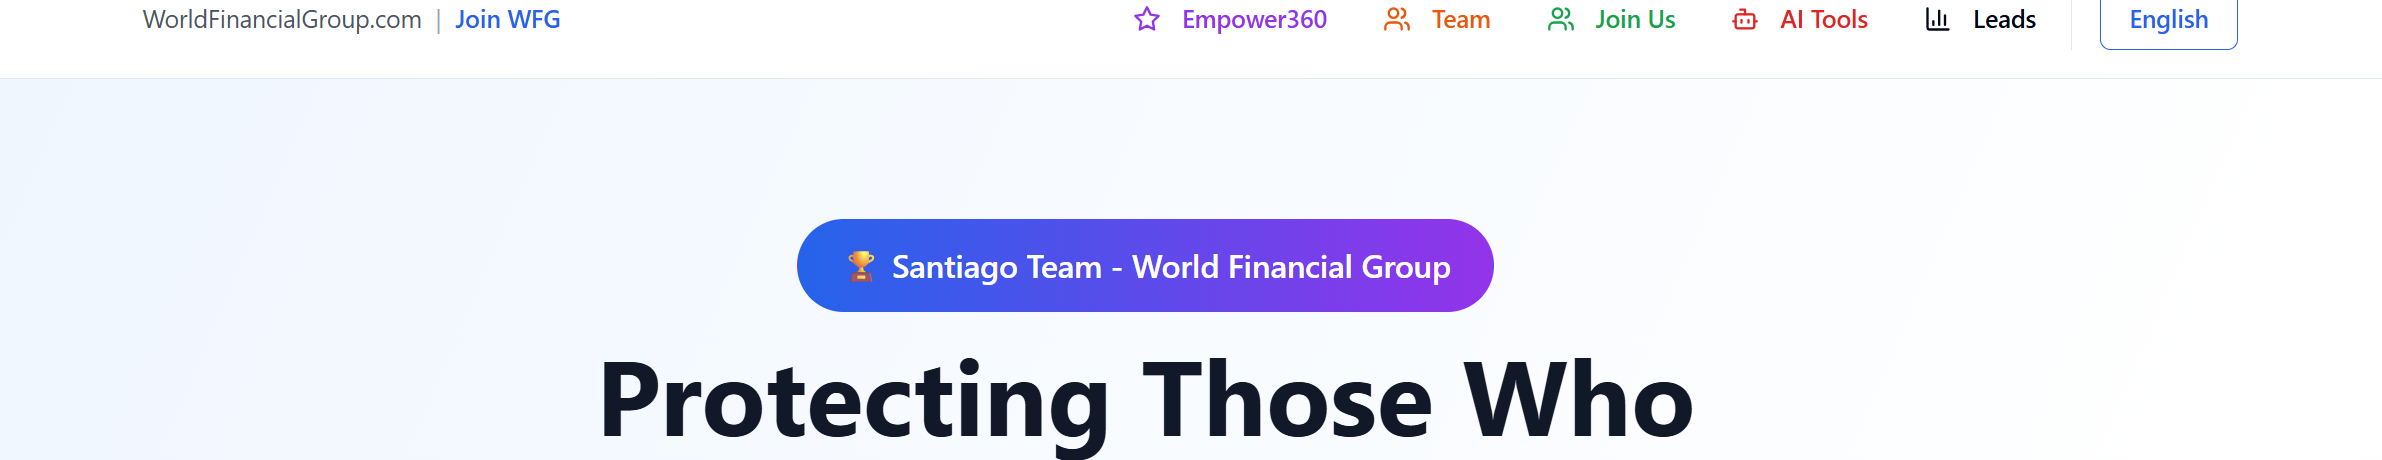 WorldFinancialGroup.com | Join WFG Empower360 Team Join Us AI Tools Leads English
🏆 Santiago Team - World Financial Group
Protecting Those Who